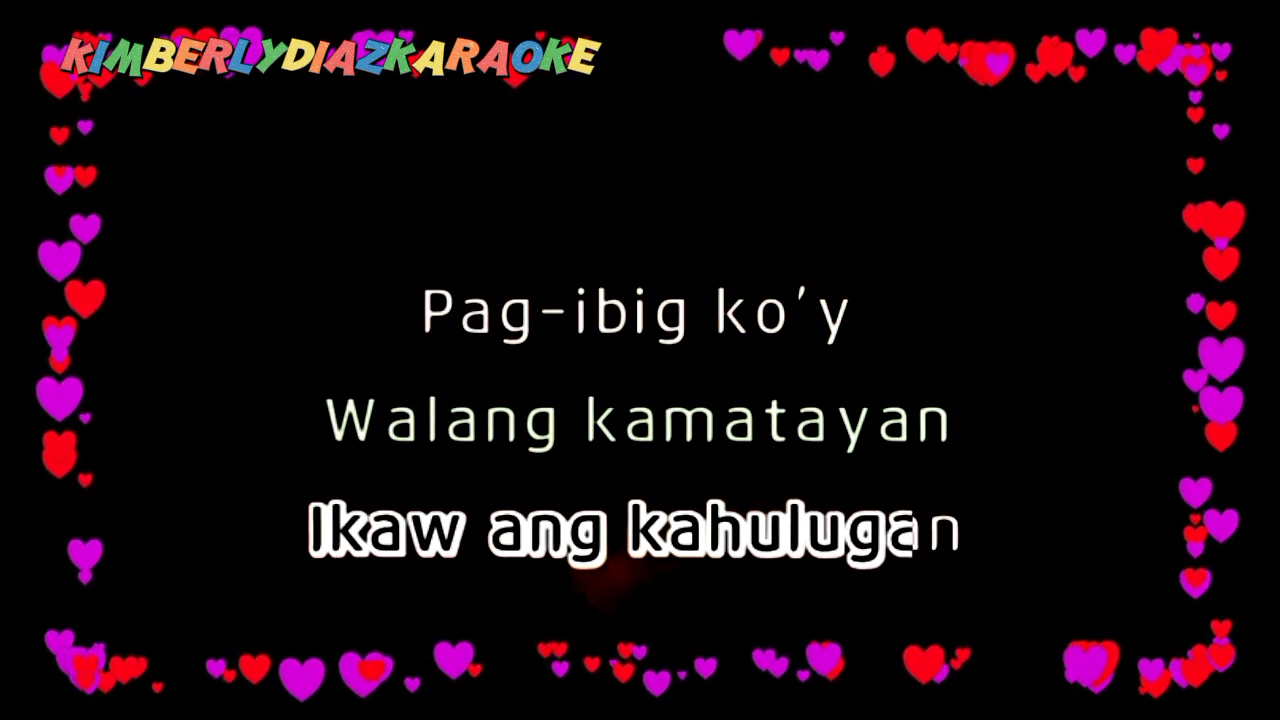 KIMBERLYDIAZKARAOKE
Pag-ibig ko'y
Walang kamatayan
Ikaw ang kahulugan